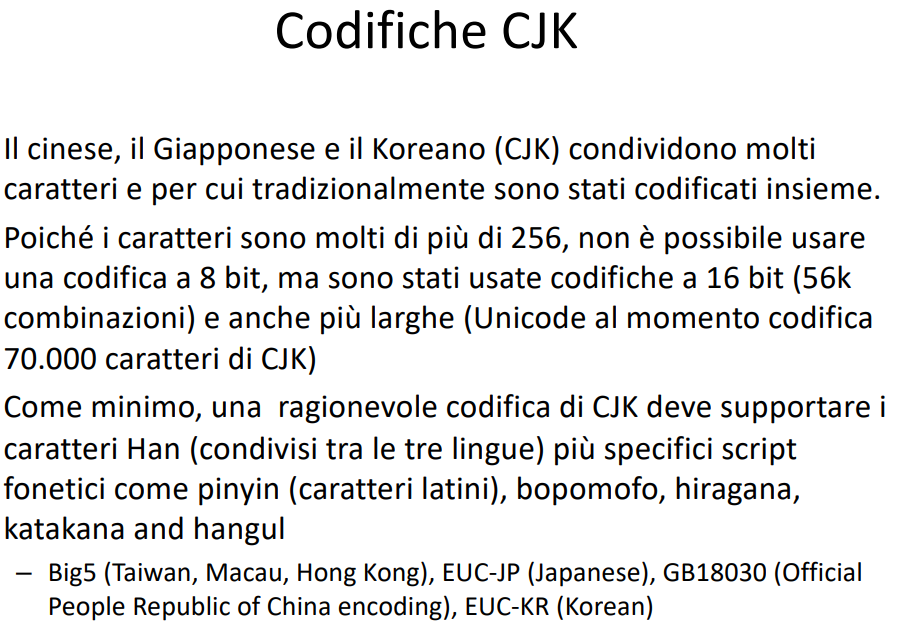 Codifiche CJK
Il cinese, il Giapponese e il Koreano (CJK) condividono molti
caratteri e per cui tradizionalmente sono stati codificati insieme.
Poiché i caratteri sono molti di più di 256, non è possibile usare
una codifica a 8 bit, ma sono stati usate codifiche a 16 bit (56k
combinazioni) e anche più larghe (Unicode al momento codifica
70.000 caratteri di CJK)
Come minimo, una  ragionevole codifica di CJK deve supportare i
caratteri Han (condivisi tra le tre lingue) più specifici script
fonetici come pinyin (caratteri latini), bopomofo, hiragana,
katakana and hangul
– Big5 (Taiwan, Macau, Hong Kong), EUC-JP (Japanese), GB18030 (Official
People Republic of China encoding), EUC-KR (Korean)